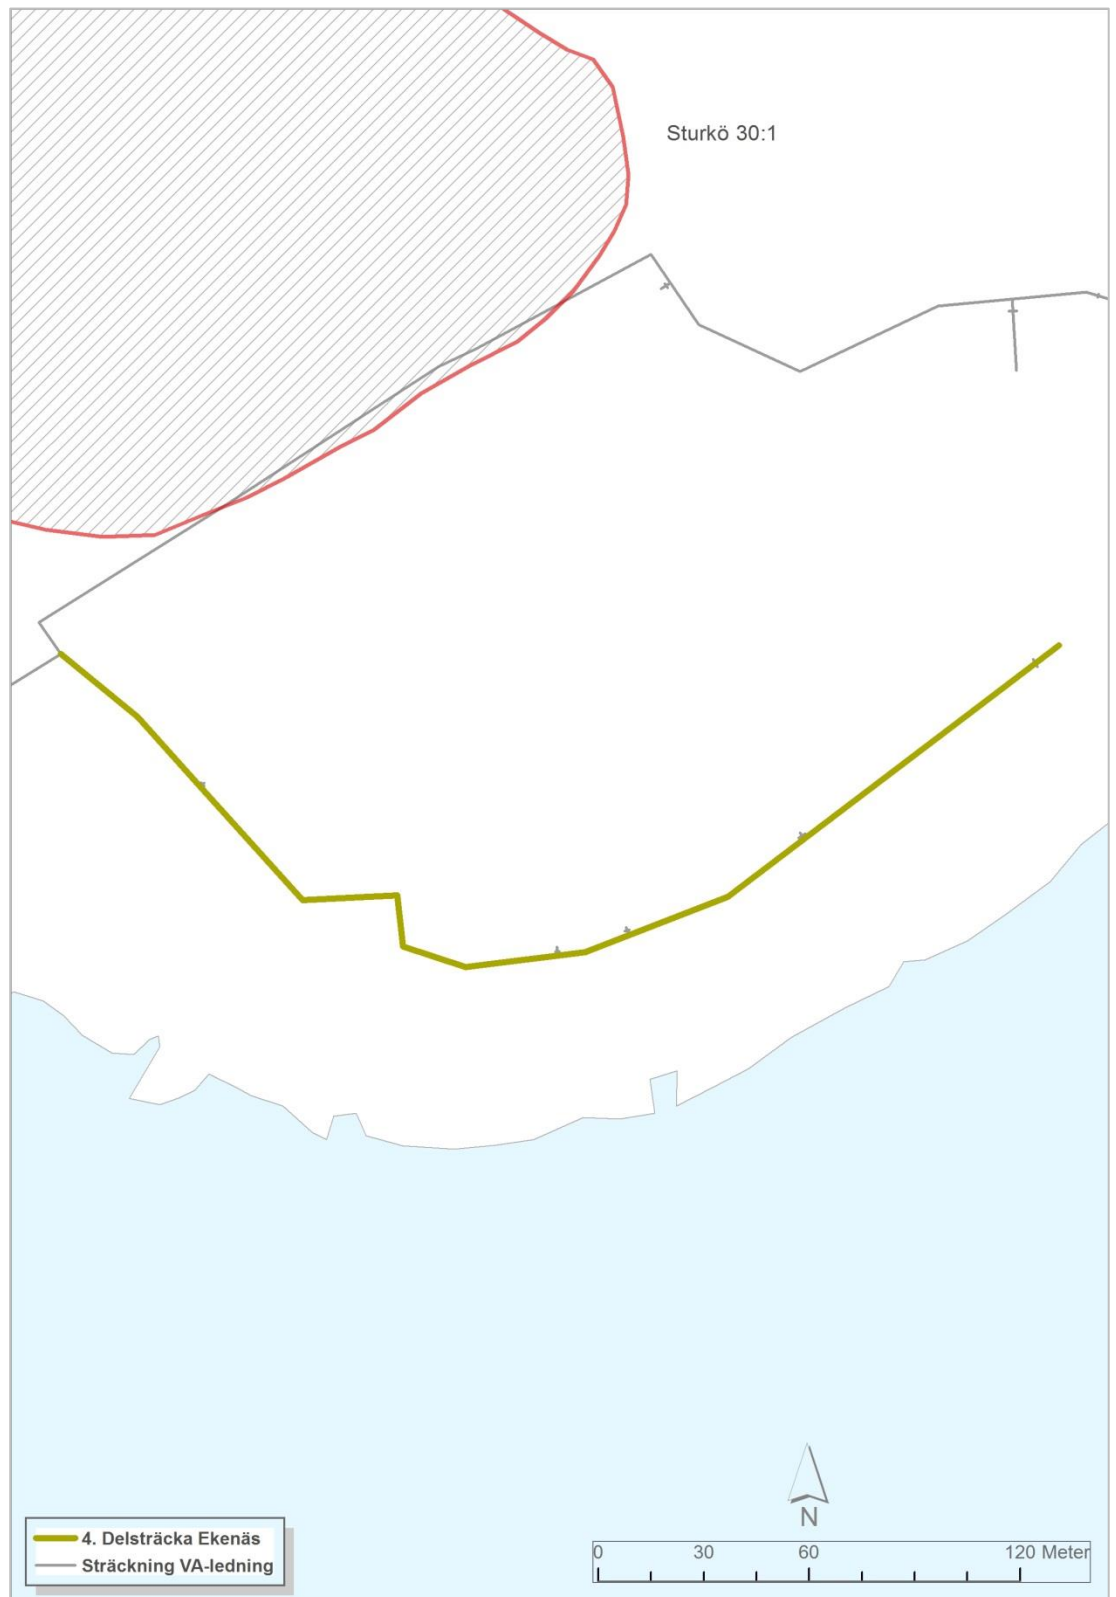 Sturkö 30:1
N
4. Delsträcka Ekenäs
Sträckning VA-ledning
0 30 60 120 Meter